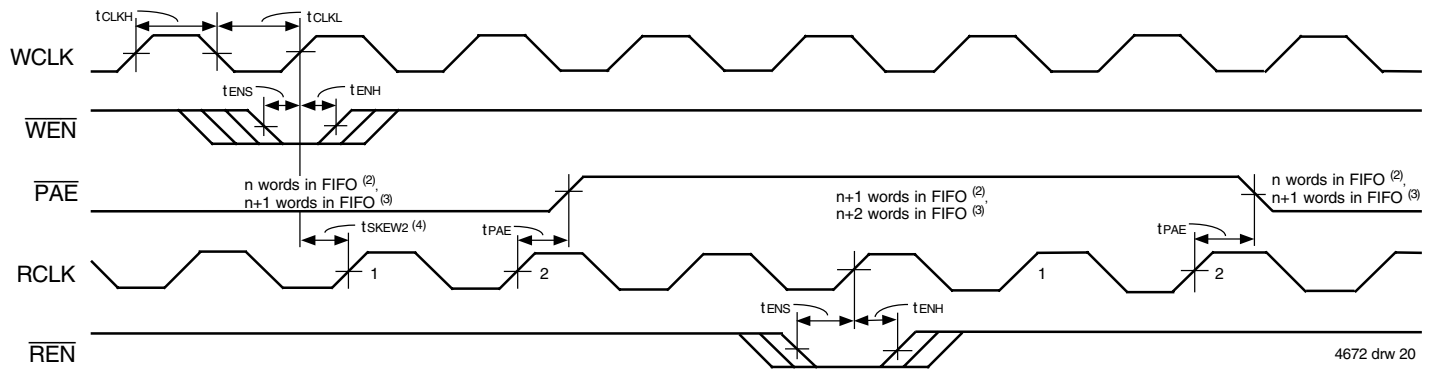 tCLKH tCLKL
WCLK
tENS tENH
WEN
PAE
n words in FIFO (2),
n+1 words in FIFO (3)
n+1 words in FIFO (2),
n+2 words in FIFO (3)
n words in FIFO (2),
n+1 words in FIFO (3)
tSKEW2 (4) tPAE tPAE
RCLK 1 2 1 2
tENS tENH
REN
4672 drw 20